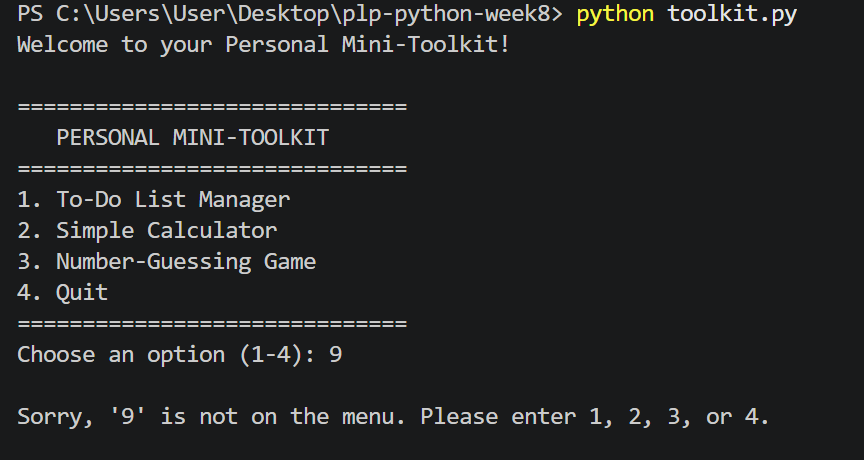 PS C:\Users\User\Desktop\plp-python-week8> python toolkit.py
Welcome to your Personal Mini-Toolkit!
==============================
PERSONAL MINI-TOOLKIT
==============================
1. To-Do List Manager
2. Simple Calculator
3. Number-Guessing Game
4. Quit
==============================
Choose an option (1-4): 9
Sorry, '9' is not on the menu. Please enter 1, 2, 3, or 4.